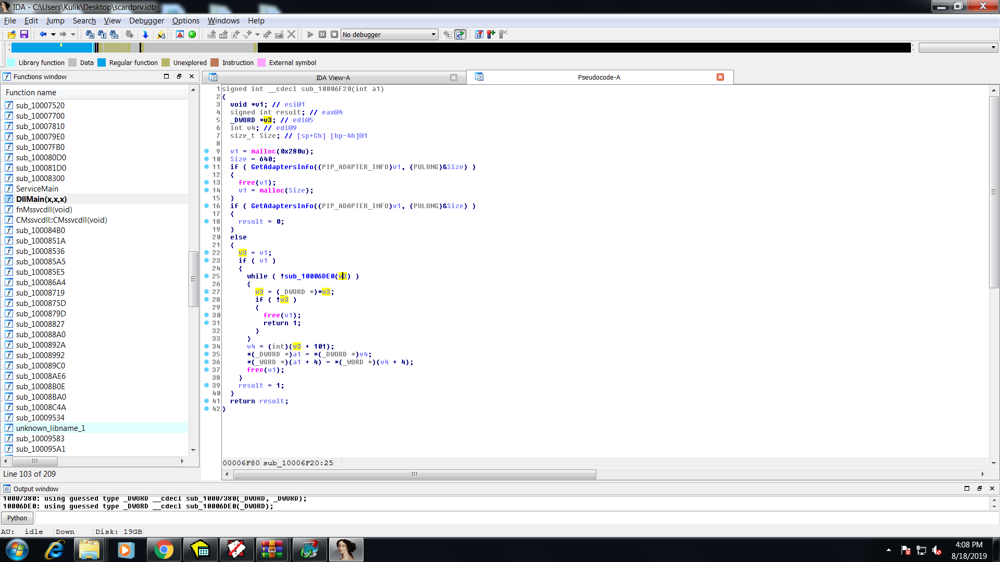 IDA - C:\Users\Kulik\Desktop\scardprv.idb
File Edit Jump Search View Debugger Options Windows Help
No debugger
Library function Data Regular function Unexplored Instruction External symbol
Functions window
IDA View-A
Pseudocode-A
Function name
sub_10007520
sub_10007700
sub_10007810
sub_100079E0
sub_10007FB0
sub_100080D0
sub_100081D0
sub_10008300
ServiceMain
DllMain(x,x,x)
fnMssvcdll(void)
CMssvcdll::CMssvcdll(void)
sub_100084B0
sub_1000851A
sub_10008536
sub_100085A5
sub_100085E5
sub_100086A4
sub_10008719
sub_1000875D
sub_1000879D
sub_10008827
sub_100088A0
sub_1000892A
sub_10008992
sub_100089C0
sub_10008AE6
sub_10008B0E
sub_10008BA0
sub_10008C4A
sub_10009534
unknown_libname_1
sub_10009583
sub_100095A1
Line 103 of 209
1 signed int __cdecl sub_10006F20(int a1)
2 {
3 void *v1; // esi@1
4 signed int result; // eax@4
5 _DWORD *v3; // edi@5
6 int v4; // edi@9
7 size_t Size; // [sp+Ch] [bp-4h]@1
8
9 v1 = malloc(0x280u);
10 Size = 640;
11 if ( GetAdaptersInfo((PIP_ADAPTER_INFO)v1, (PULONG)&Size) )
12 {
13 free(v1);
14 v1 = malloc(Size);
15 }
16 if ( GetAdaptersInfo((PIP_ADAPTER_INFO)v1, (PULONG)&Size) )
17 {
18 result = 0;
19 }
20 else
21 {
22 v3 = v1;
23 if ( v1 )
24 {
25 while ( !sub_10006DE0(v3) )
26 {
27 v3 = (_DWORD *)*v3;
28 if ( !v3 )
29 {
30 free(v1);
31 return 1;
32 }
33 }
34 v4 = (int)(v3 + 101);
35 *(_DWORD *)a1 = *(_DWORD *)v4;
36 *(_WORD *)(a1 + 4) = *(_WORD *)(v4 + 4);
37 free(v1);
38 }
39 result = 1;
40 }
41 return result;
42 }
00006F80 sub_10006F20:25
Output window
10007380: using guessed type _DWORD __cdecl sub_10007380(_DWORD, _DWORD);
10006DE0: using guessed type _DWORD __cdecl sub_10006DE0(_DWORD);
Python
AU: idle Down Disk: 19GB
4:08 PM
8/18/2019